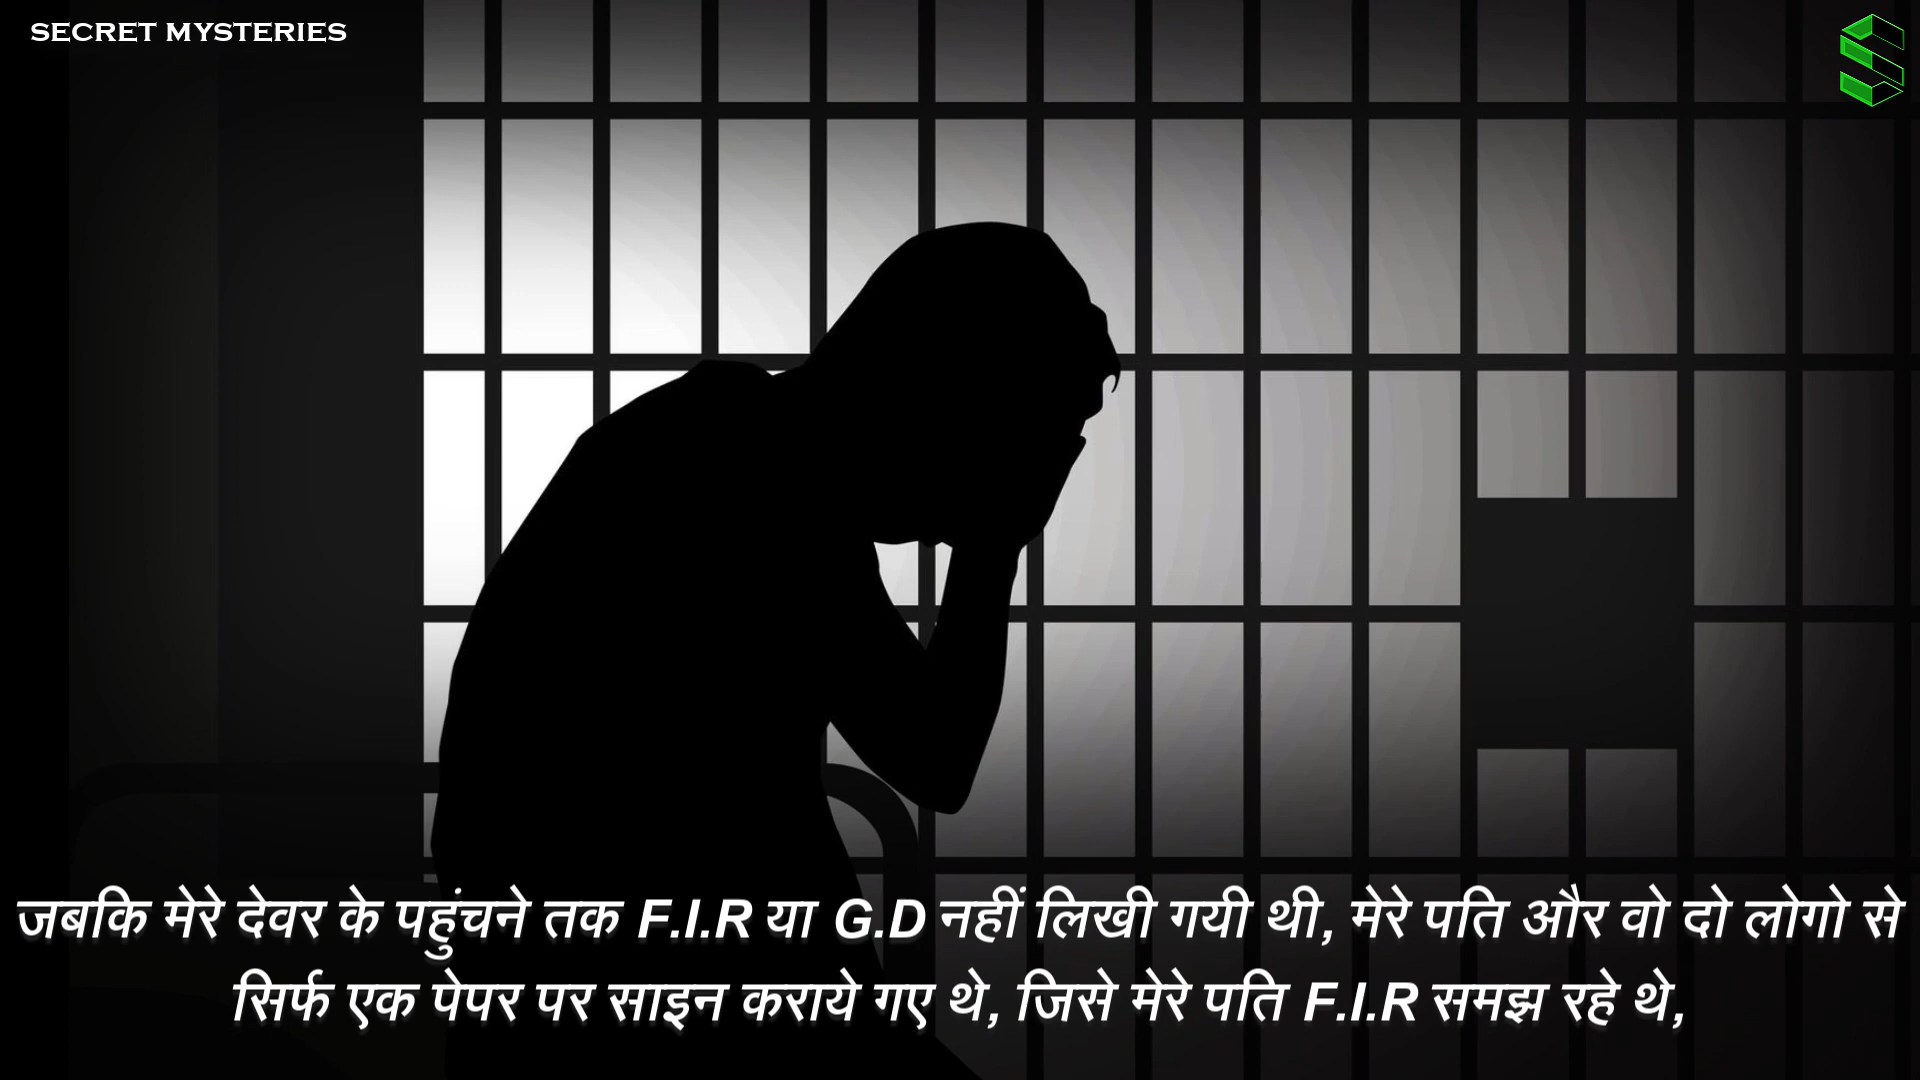 SECRET MYSTERIES
जबकि मेरे देवर के पहुंचने तक F.I.R या G.D नहीं लिखी गयी थी, मेरे पति और वो दो लोगो से
सिर्फ एक पेपर पर साइन कराये गए थे, जिसे मेरे पति F.I.R समझ रहे थे,